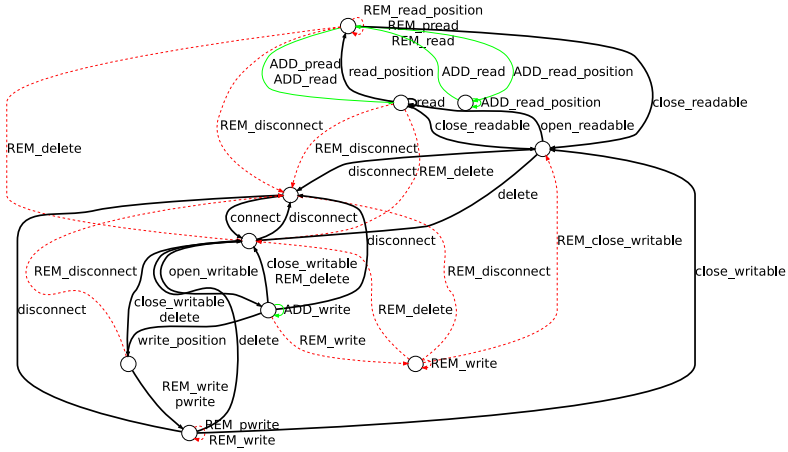 REM_read_position
REM_pread
REM_read
ADD_pread
ADD_read
read_position
ADD_read
ADD_read_position
pread
ADD_read_position
close_readable
REM_disconnect
close_readable
open_readable
REM_delete
REM_disconnect
disconnect
REM_delete
delete
connect
disconnect
disconnect
REM_close_writable
REM_disconnect
open_writable
close_writable
REM_delete
REM_disconnect
close_writable
disconnect
close_writable
delete
ADD_write
REM_delete
write_position
delete
REM_write
REM_write
REM_write
pwrite
REM_pwrite
REM_write